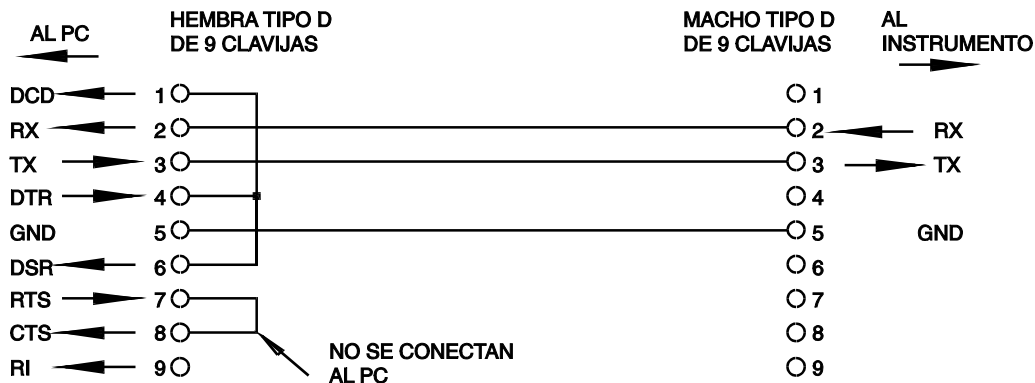 AL PC
HEMBRA TIPO D
DE 9 CLAVIJAS
MACHO TIPO D
DE 9 CLAVIJAS
AL
INSTRUMENTO
DCD 1 1
RX 2 2 RX
TX 3 3 TX
DTR 4 4
GND 5 5 GND
DSR 6 6
RTS 7 7
CTS 8 8
RI 9 9
NO SE CONECTAN
AL PC